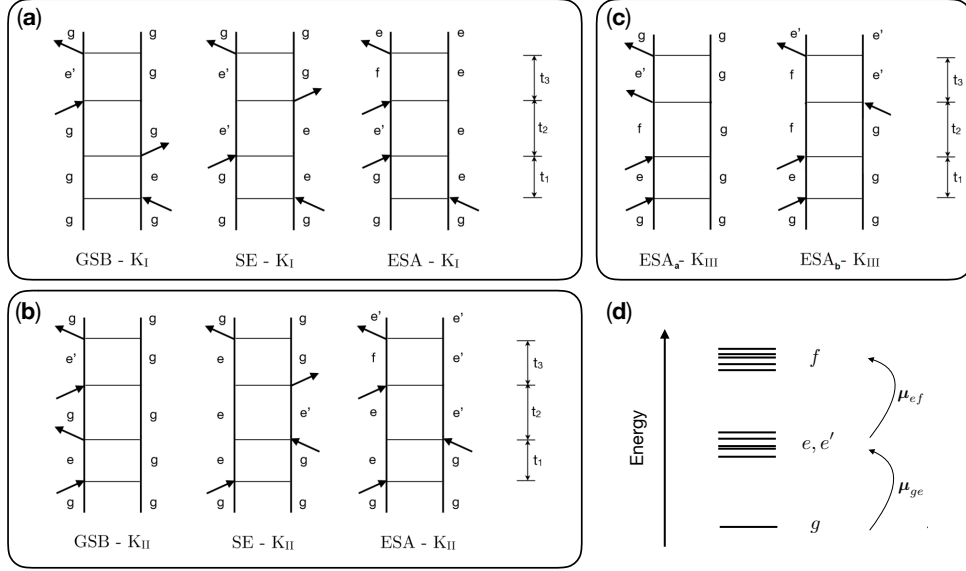 (a)
g g g g e e
e' g e' g f e
t₃
g g e' e e' e
t₂
g e g e g e
t₁
g g g g g g
GSB - K_I SE - K_I ESA - K_I
(c)
g g e' e'
e' g f e'
t₃
f g f g
t₂
e g e g
t₁
g g g g
ESA_a- K_III ESA_b- K_III
(b)
g g g g e' e'
e' g e g f e'
t₃
g g e e' e e'
t₂
e g e g e g
t₁
g g g g g g
GSB - K_II SE - K_II ESA - K_II
(d)
Energy
f
μ_ef
e, e'
μ_ge
g